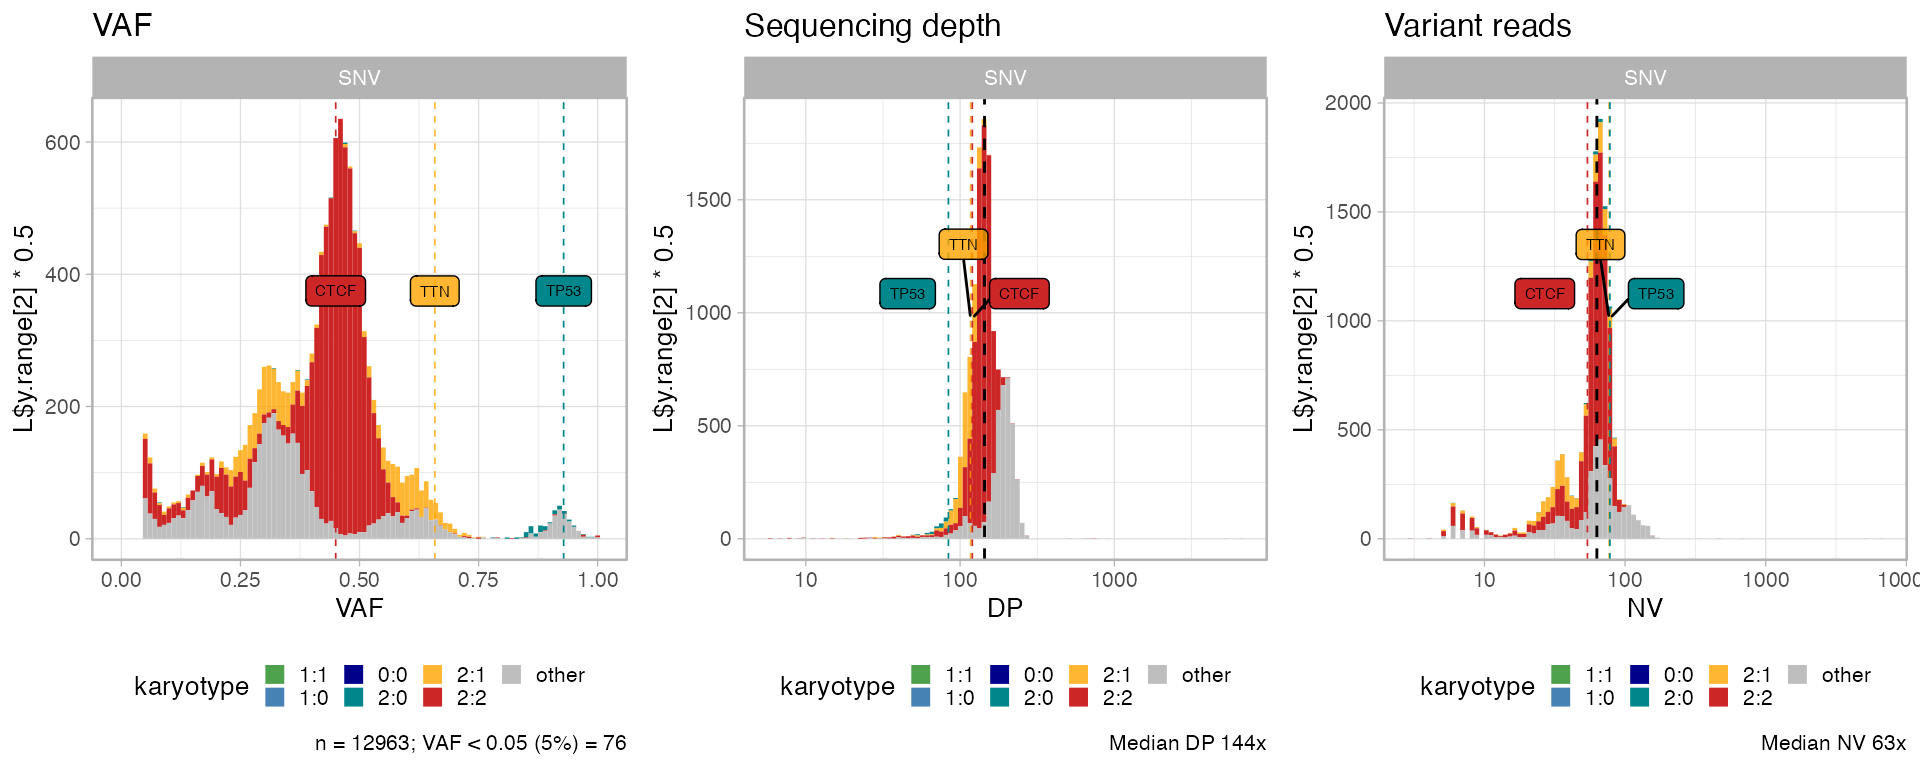 VAF
SNV
L$y.range[2] * 0.5
600
400
200
0
CTCF
TTN
TP53
0.00 0.25 0.50 0.75 1.00
VAF
karyotype
1:1 0:0 2:1 other
1:0 2:0 2:2
n = 12963; VAF < 0.05 (5%) = 76
Sequencing depth
SNV
L$y.range[2] * 0.5
1500
1000
500
0
TTN
TP53
CTCF
10 100 1000
DP
karyotype
1:1 0:0 2:1 other
1:0 2:0 2:2
Median DP 144x
Variant reads
SNV
L$y.range[2] * 0.5
2000
1500
1000
500
0
TTN
CTCF
TP53
10 100 1000 1000
NV
karyotype
1:1 0:0 2:1 other
1:0 2:0 2:2
Median NV 63x